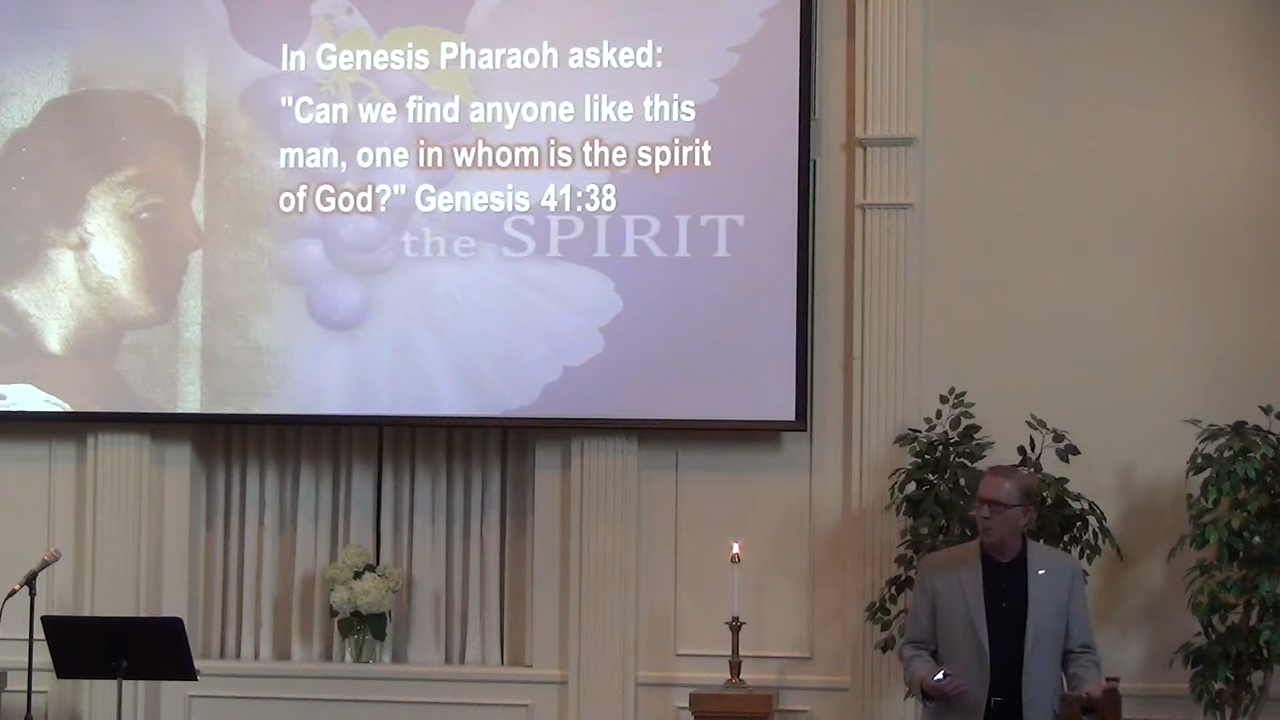 In Genesis Pharaoh asked:
"Can we find anyone like this
man, one in whom is the spirit
of God?" Genesis 41:38
the SPIRIT